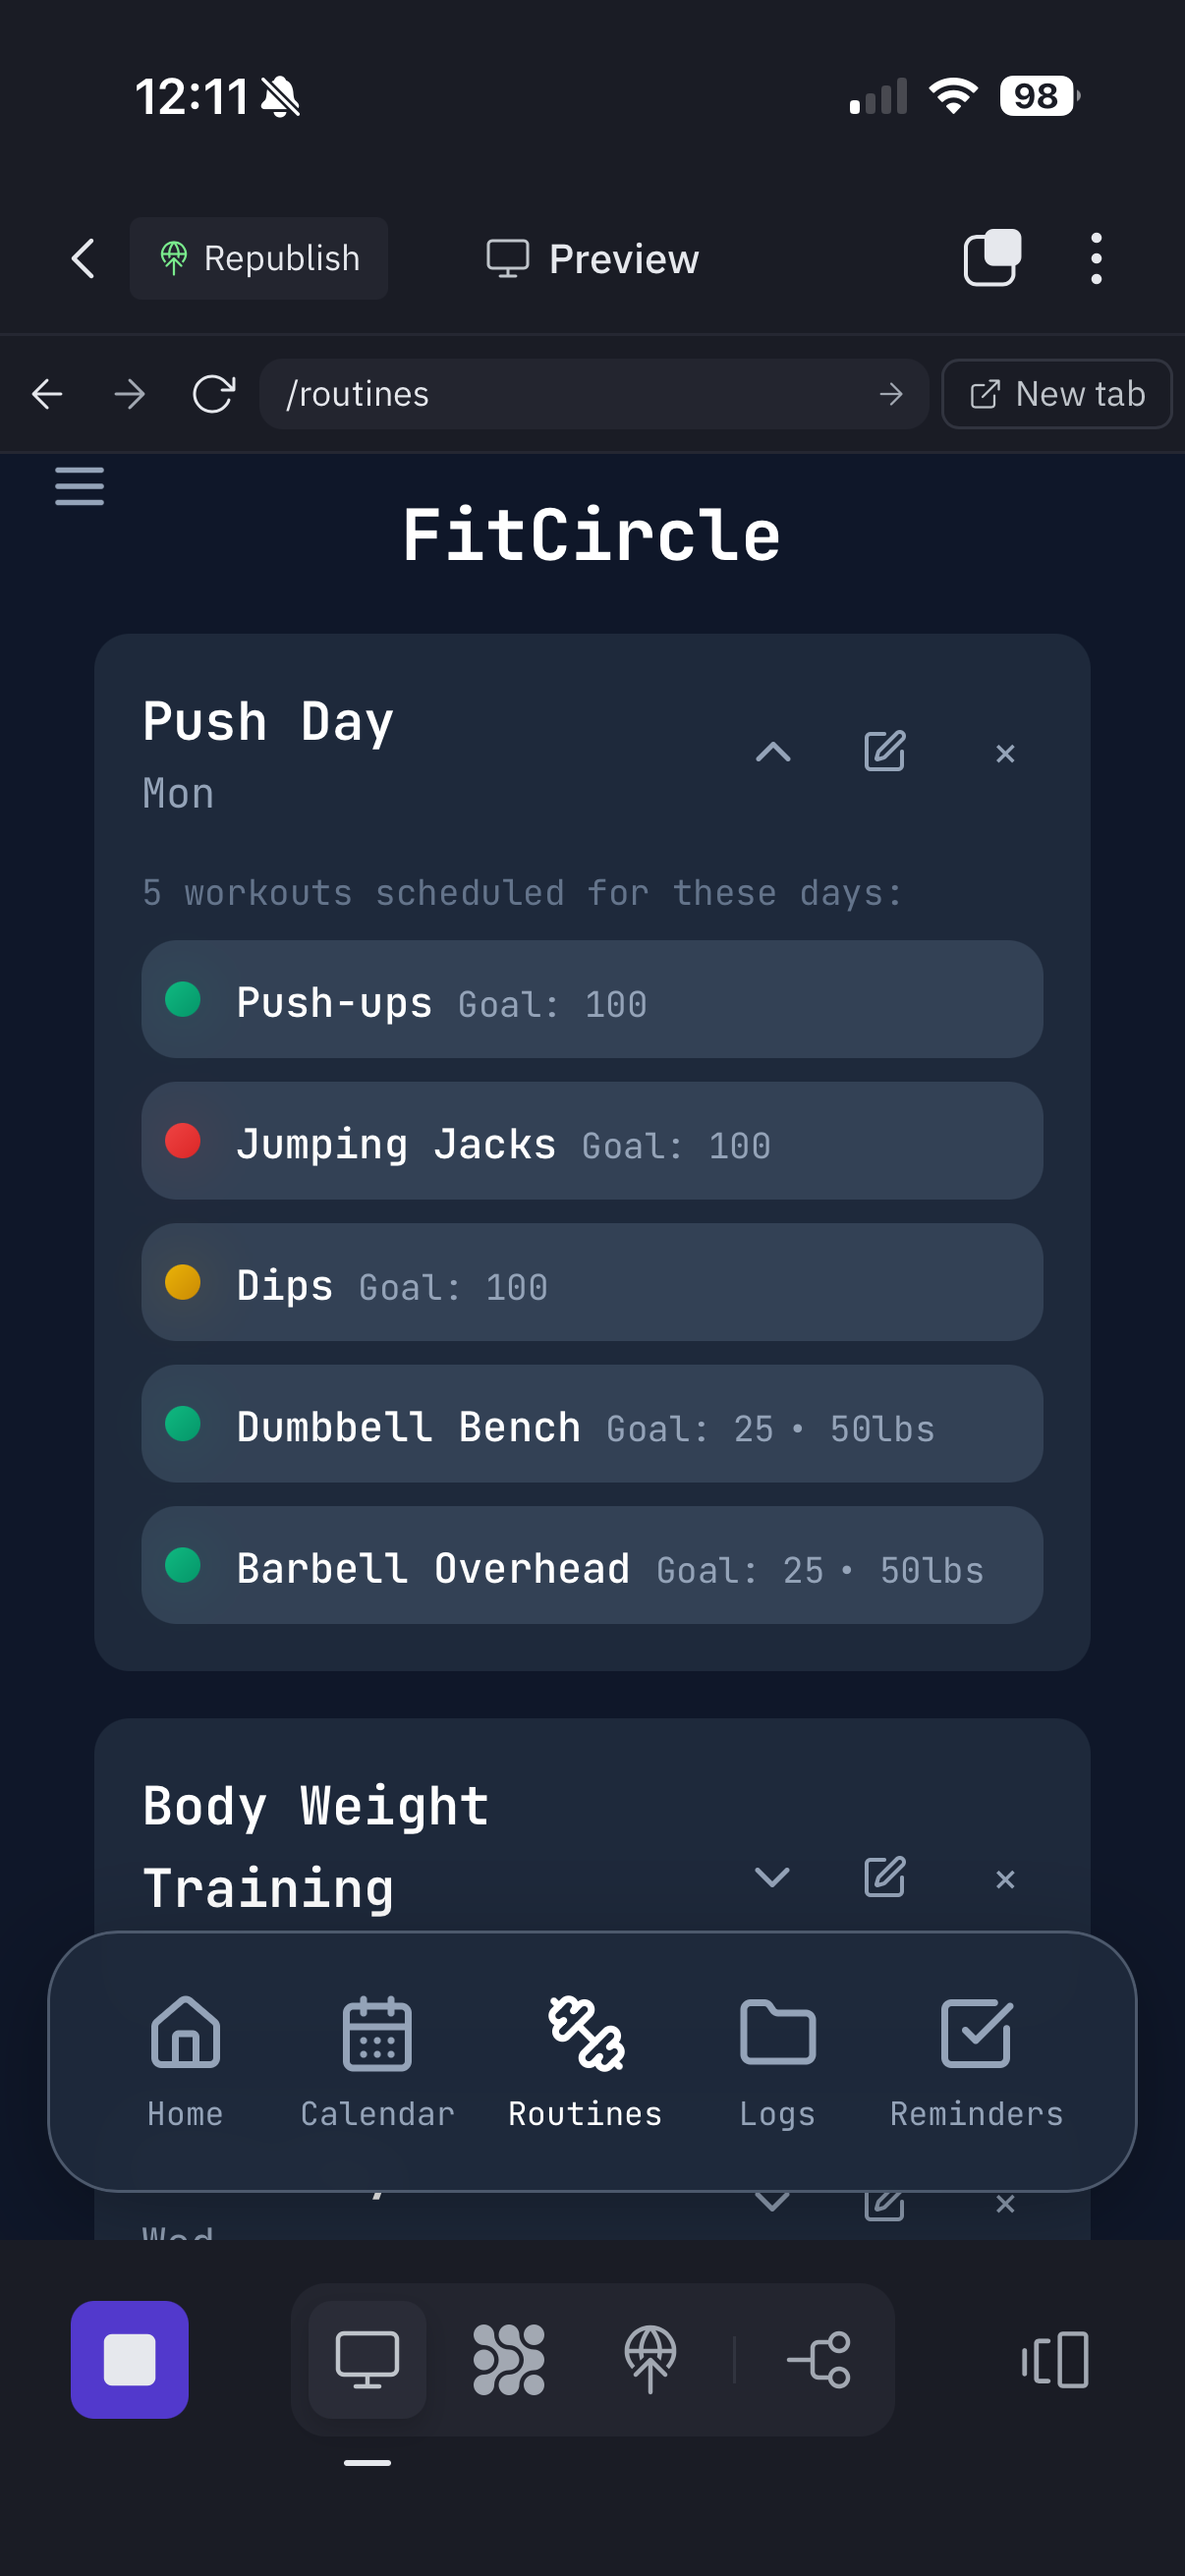 12:11 98
Republish Preview
/routines New tab
FitCircle
Push Day
Mon
5 workouts scheduled for these days:
Push-ups Goal: 100
Jumping Jacks Goal: 100
Dips Goal: 100
Dumbbell Bench Goal: 25 • 50lbs
Barbell Overhead Goal: 25 • 50lbs
Body Weight
Training
Home Calendar Routines Logs Reminders
Wed